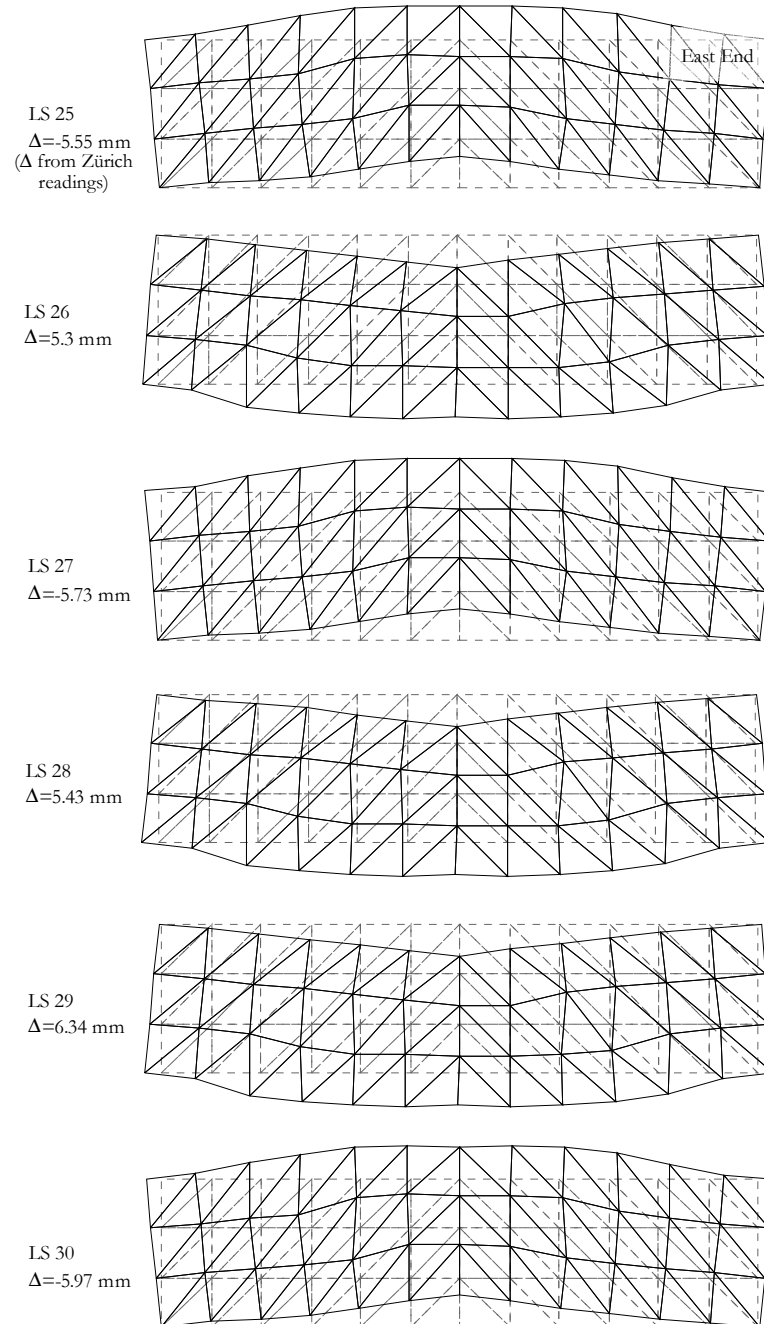 East End
LS 25
Δ=-5.55 mm
(Δ from Zürich
readings)
LS 26
Δ=5.3 mm
LS 27
Δ=-5.73 mm
LS 28
Δ=5.43 mm
LS 29
Δ=6.34 mm
LS 30
Δ=-5.97 mm